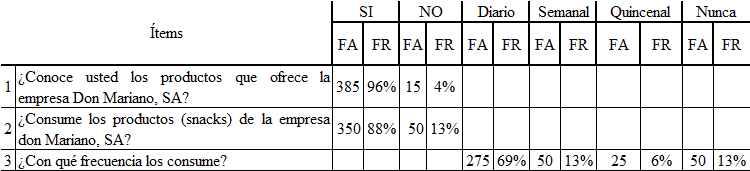 Ítems SI NO Diario Semanal Quincenal Nunca
FA FR FA FR FA FR FA FR FA FR FA FR
1 ¿Conoce usted los productos que ofrece la
empresa Don Mariano, SA? 385 96% 15 4%
2 ¿Consume los productos (snacks) de la empresa
don Mariano, SA? 350 88% 50 13%
3 ¿Con qué frecuencia los consume? 275 69% 50 13% 25 6% 50 13%